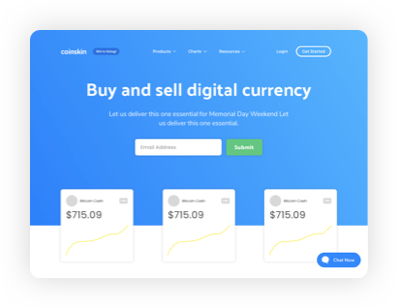 coinskin We're hiring! Products Charts Resources Login Get Started
Buy and sell digital currency
Let us deliver this one essential for Memorial Day Weekend Let
us deliver this one essential.
Email Address Submit
Bitcoin Cash Bitcoin Cash Bitcoin Cash
$715.09 $715.09 $715.09
Chat Now